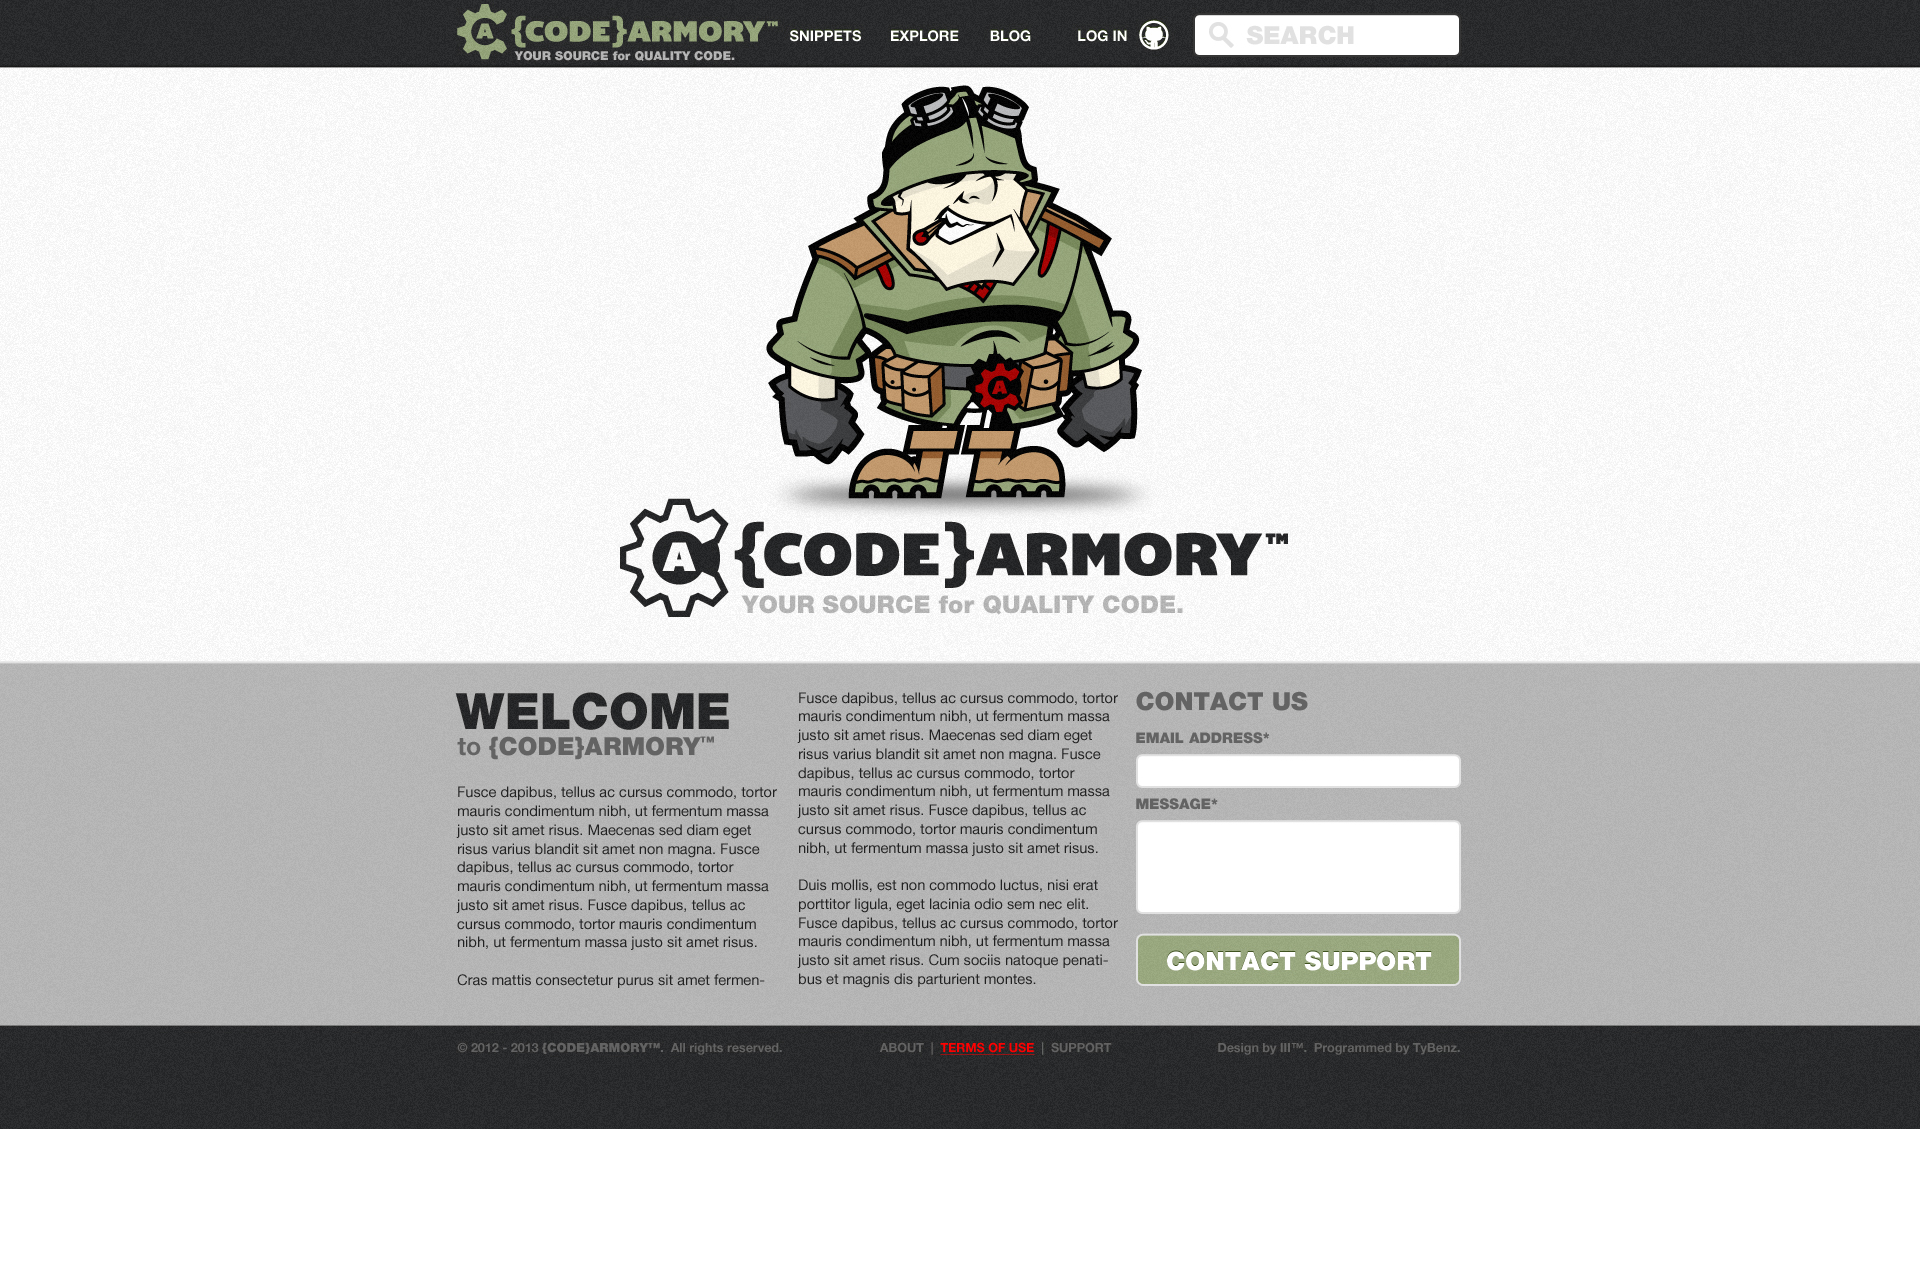 A {CODE}ARMORY™
YOUR SOURCE for QUALITY CODE.
SNIPPETS
EXPLORE
BLOG
LOG IN
SEARCH
A
A {CODE}ARMORY™
YOUR SOURCE for QUALITY CODE.
WELCOME
to {CODE}ARMORY™
Fusce dapibus, tellus ac cursus commodo, tortor
mauris condimentum nibh, ut fermentum massa
justo sit amet risus. Maecenas sed diam eget
risus varius blandit sit amet non magna. Fusce
dapibus, tellus ac cursus commodo, tortor
mauris condimentum nibh, ut fermentum massa
justo sit amet risus. Fusce dapibus, tellus ac
cursus commodo, tortor mauris condimentum
nibh, ut fermentum massa justo sit amet risus.
Cras mattis consectetur purus sit amet fermen-
Fusce dapibus, tellus ac cursus commodo, tortor
mauris condimentum nibh, ut fermentum massa
justo sit amet risus. Maecenas sed diam eget
risus varius blandit sit amet non magna. Fusce
dapibus, tellus ac cursus commodo, tortor
mauris condimentum nibh, ut fermentum massa
justo sit amet risus. Fusce dapibus, tellus ac
cursus commodo, tortor mauris condimentum
nibh, ut fermentum massa justo sit amet risus.
Duis mollis, est non commodo luctus, nisi erat
porttitor ligula, eget lacinia odio sem nec elit.
Fusce dapibus, tellus ac cursus commodo, tortor
mauris condimentum nibh, ut fermentum massa
justo sit amet risus. Cum sociis natoque penati-
bus et magnis dis parturient montes.
CONTACT US
EMAIL ADDRESS*
MESSAGE*
CONTACT SUPPORT
© 2012 - 2013 {CODE}ARMORY™. All rights reserved.
ABOUT | TERMS OF USE | SUPPORT
Design by III™. Programmed by TyBenz.